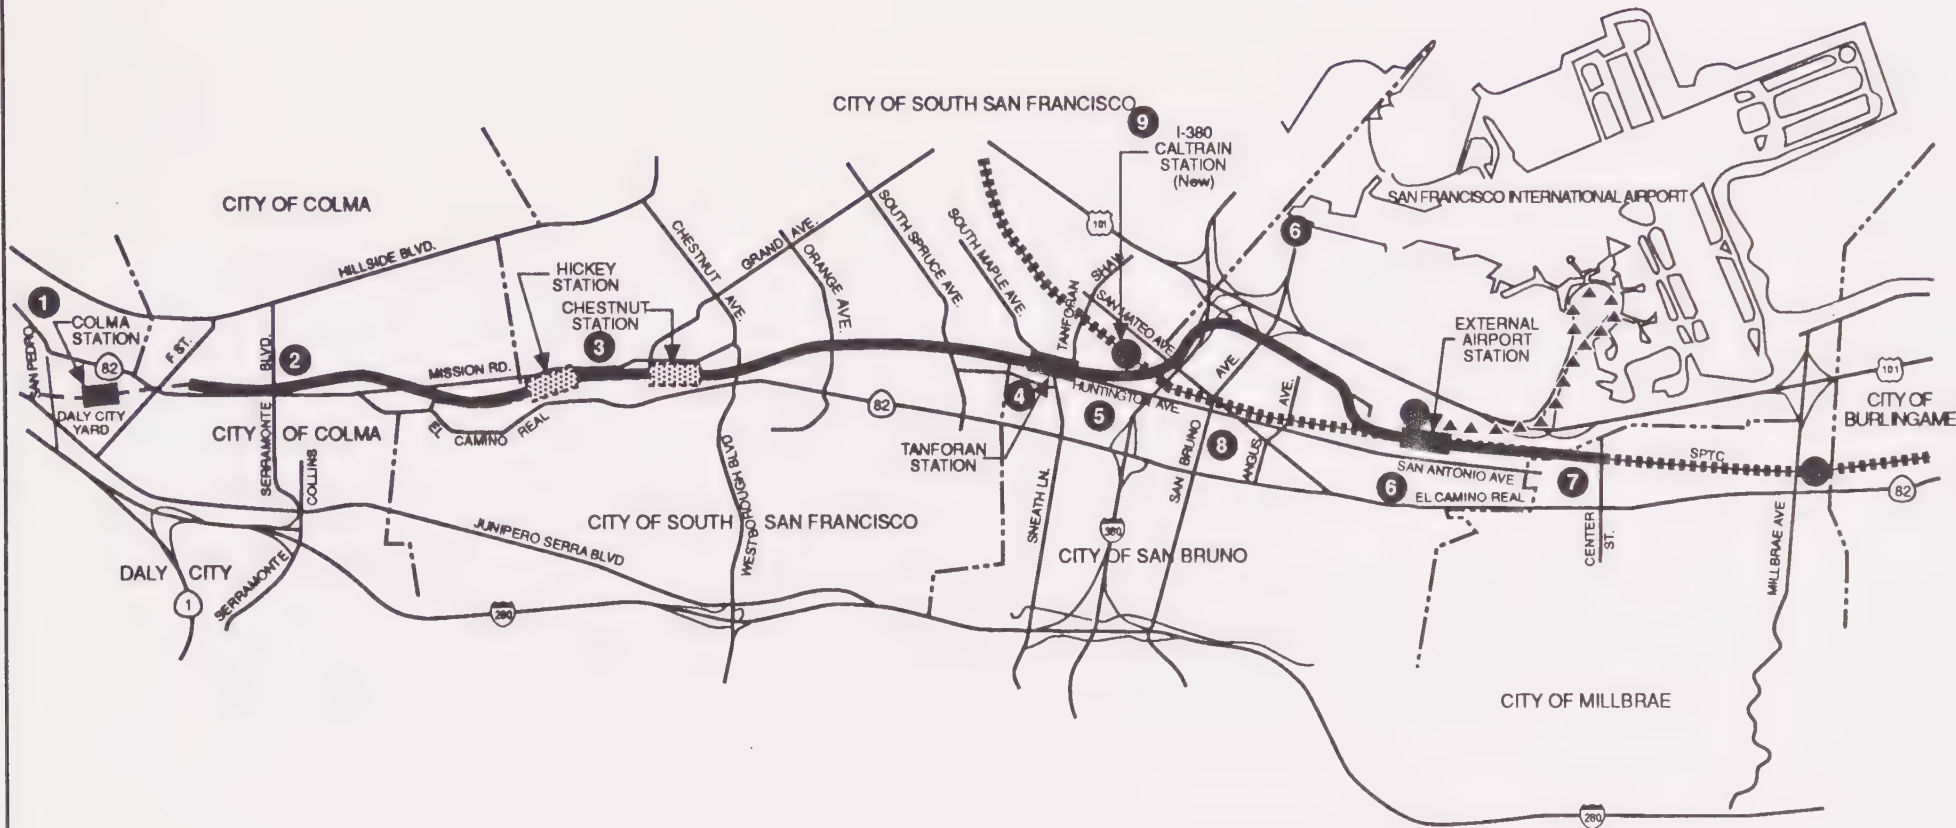 CITY OF SOUTH SAN FRANCISCO
9
I-380
CALTRAIN
STATION
(New)
CITY OF COLMA
SAN FRANCISCO INTERNATIONAL AIRPORT
HILLSIDE BLVD.
CHESTNUT AVE.
GRAND AVE.
ORANGE AVE.
SOUTH SPRUCE AVE.
SOUTH MAPLE AVE.
TANFORAN
SHAW
SAN MATEO AVE
101
6
1
COLMA
STATION
SAN PEDRO
82
F ST.
DALY CITY
YARD
2
SERRAMONTE BLVD.
MISSION RD.
HICKEY
STATION
CHESTNUT
STATION
3
EL CAMINO REAL
82
4
HUNTINGTON AVE
5
TANFORAN
STATION
SAN BRUNO AVE.
8
ANGUS AVE.
EXTERNAL
AIRPORT
STATION
101
CITY OF
BURLINGAME
SAN ANTONIO AVE
6
EL CAMINO REAL
7
SPTC
82
CITY OF COLMA
COLLINS
CITY OF SOUTH SAN FRANCISCO
JUNIPERO SERRA BLVD
WESTBOROUGH BLVD
SNEATH LN.
380
CITY OF SAN BRUNO
CENTER
ST.
MILLBRAE AVE
DALY CITY
1
SERRAMONTE
280
CITY OF MILLBRAE
280